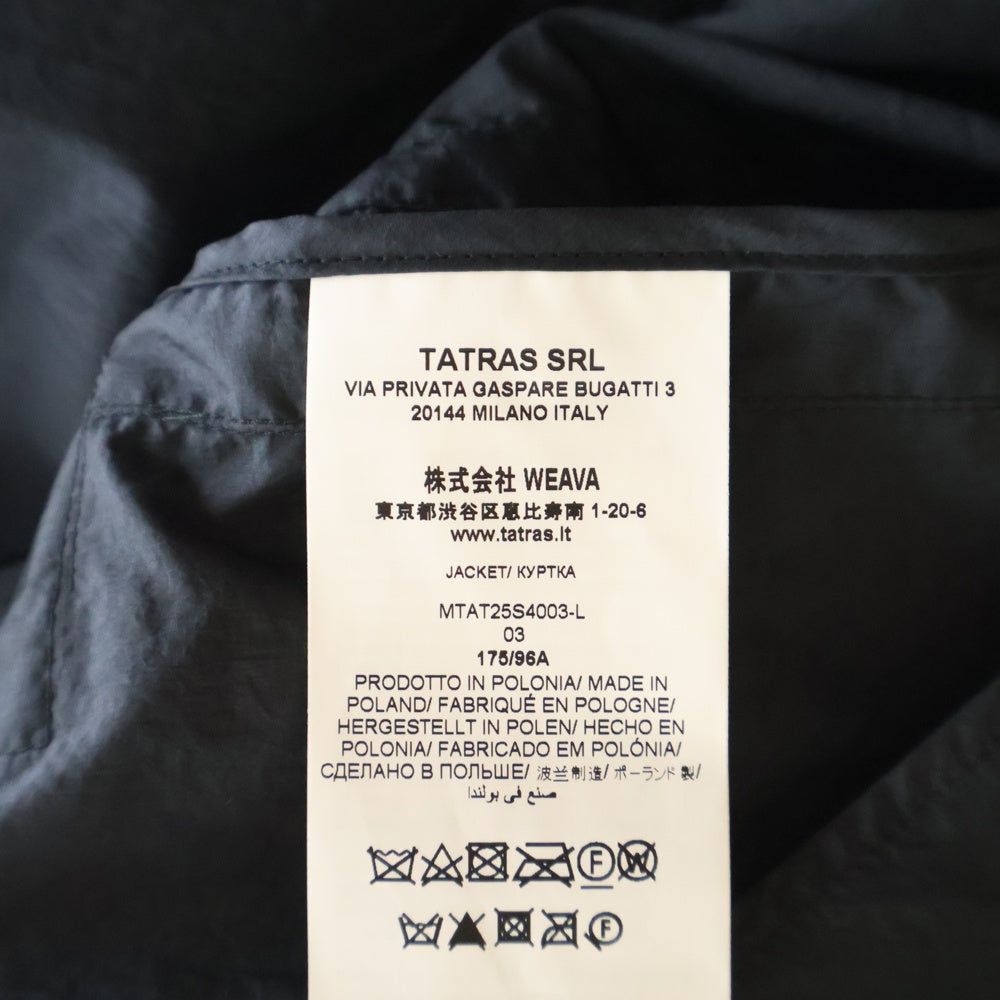 TATRAS SRL
VIA PRIVATA GASPARE BUGATTI 3
20144 MILANO ITALY
株式会社 WEAVA
東京都渋谷区恵比寿南 1-20-6
www.tatras.it
JACKET/ КУРТКА
MTAT25S4003-L
03
175/96A
PRODOTTO IN POLONIA/ MADE IN
POLAND/ FABRIQUÉ EN POLOGNE/
HERGESTELLT IN POLEN/ HECHO EN
POLONIA/ FABRICADO EM POLÓNIA/
СДЕЛАНО В ПОЛЬШЕ/ 波兰制造/ ポーランド 製/
صنع في بولندا
F W
F